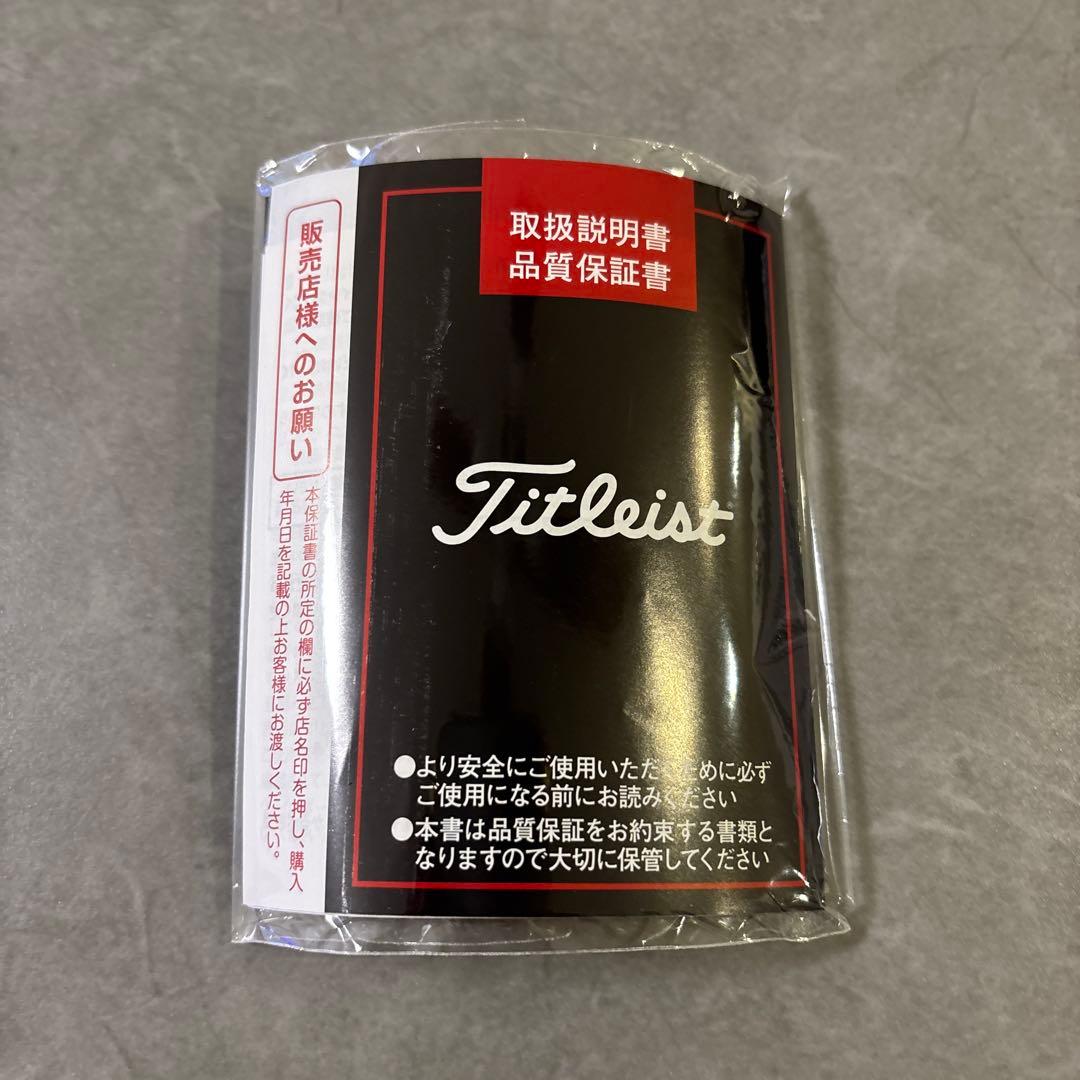 取扱説明書
品質保証書
販売店様へのお願い
本保証書の所定の欄に必ず店名印を押し、購入
年月日を記載の上お客様にお渡しください。
Titleist
●より安全にご使用いただくために必ず
ご使用になる前にお読みください
●本書は品質保証をお約束する書類と
なりますので大切に保管してください